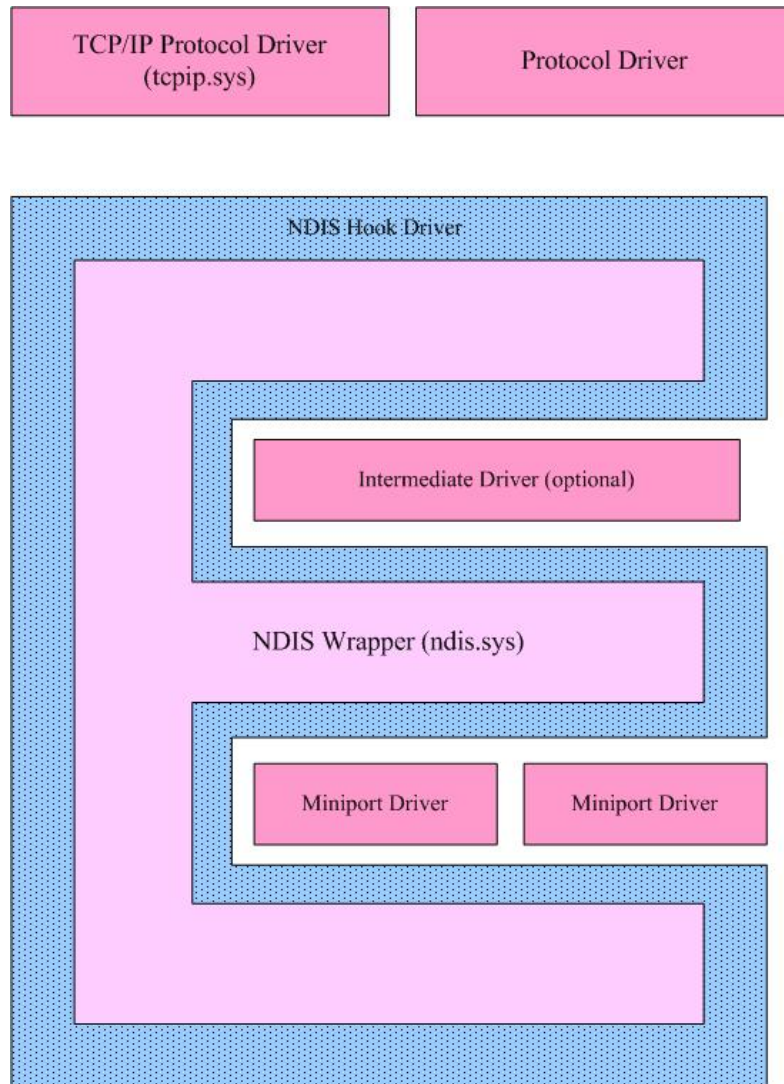 TCP/IP Protocol Driver
(tcpip.sys)
Protocol Driver
NDIS Hook Driver
Intermediate Driver (optional)
NDIS Wrapper (ndis.sys)
Miniport Driver
Miniport Driver